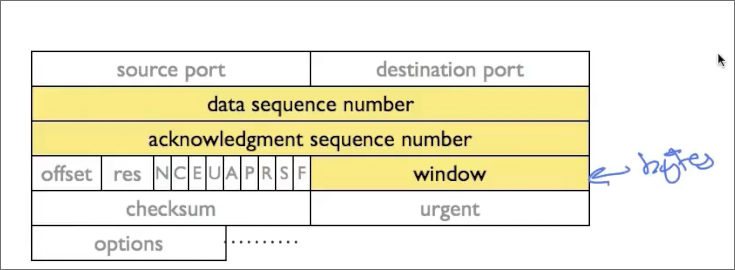 source port destination port
data sequence number
acknowledgment sequence number
offset res N C E U A P R S F window bytes
checksum urgent
options ..........